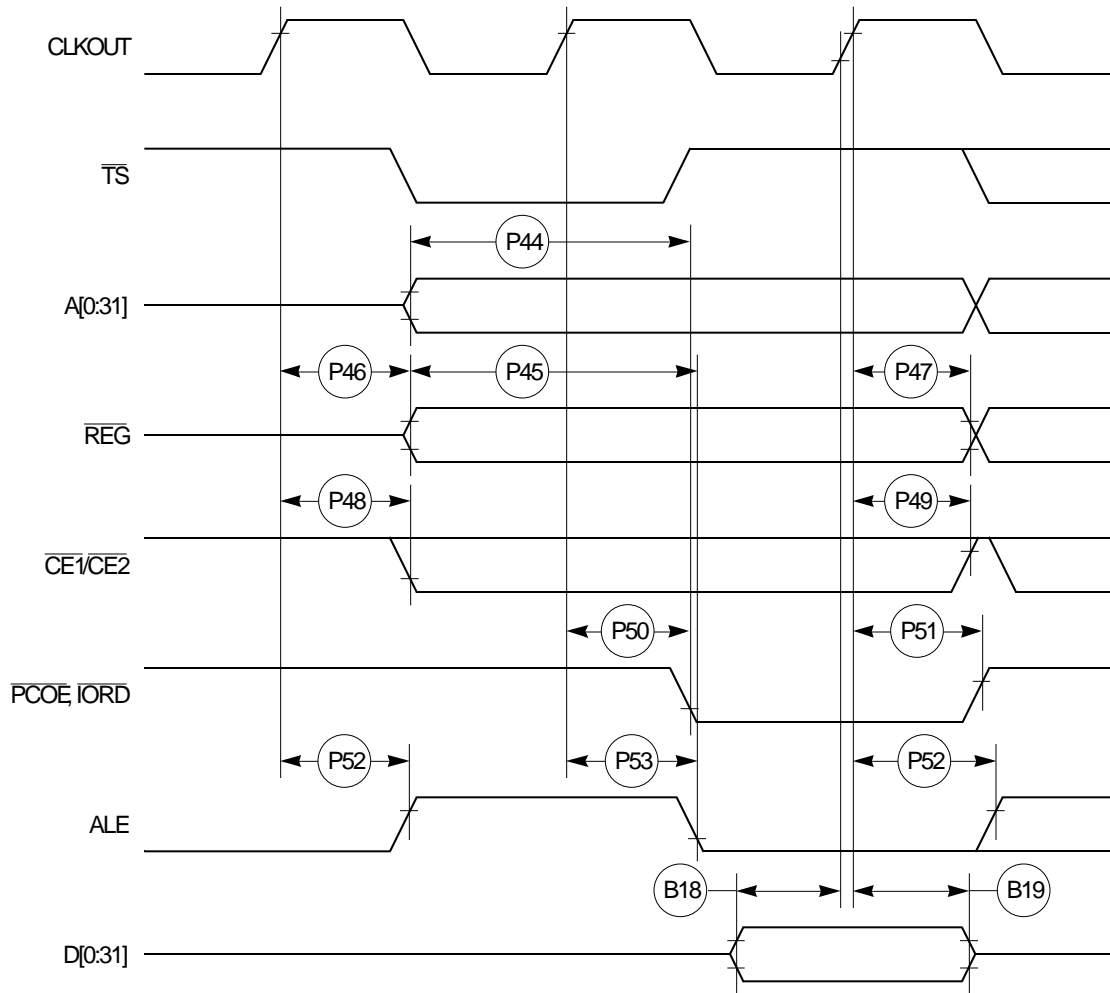 CLKOUT
TS
P44
A[0:31]
P46 P45 P47
REG
P48 P49
CE1/CE2
P50 P51
PCOE, IORD
P52 P53 P52
ALE
B18 B19
D[0:31]